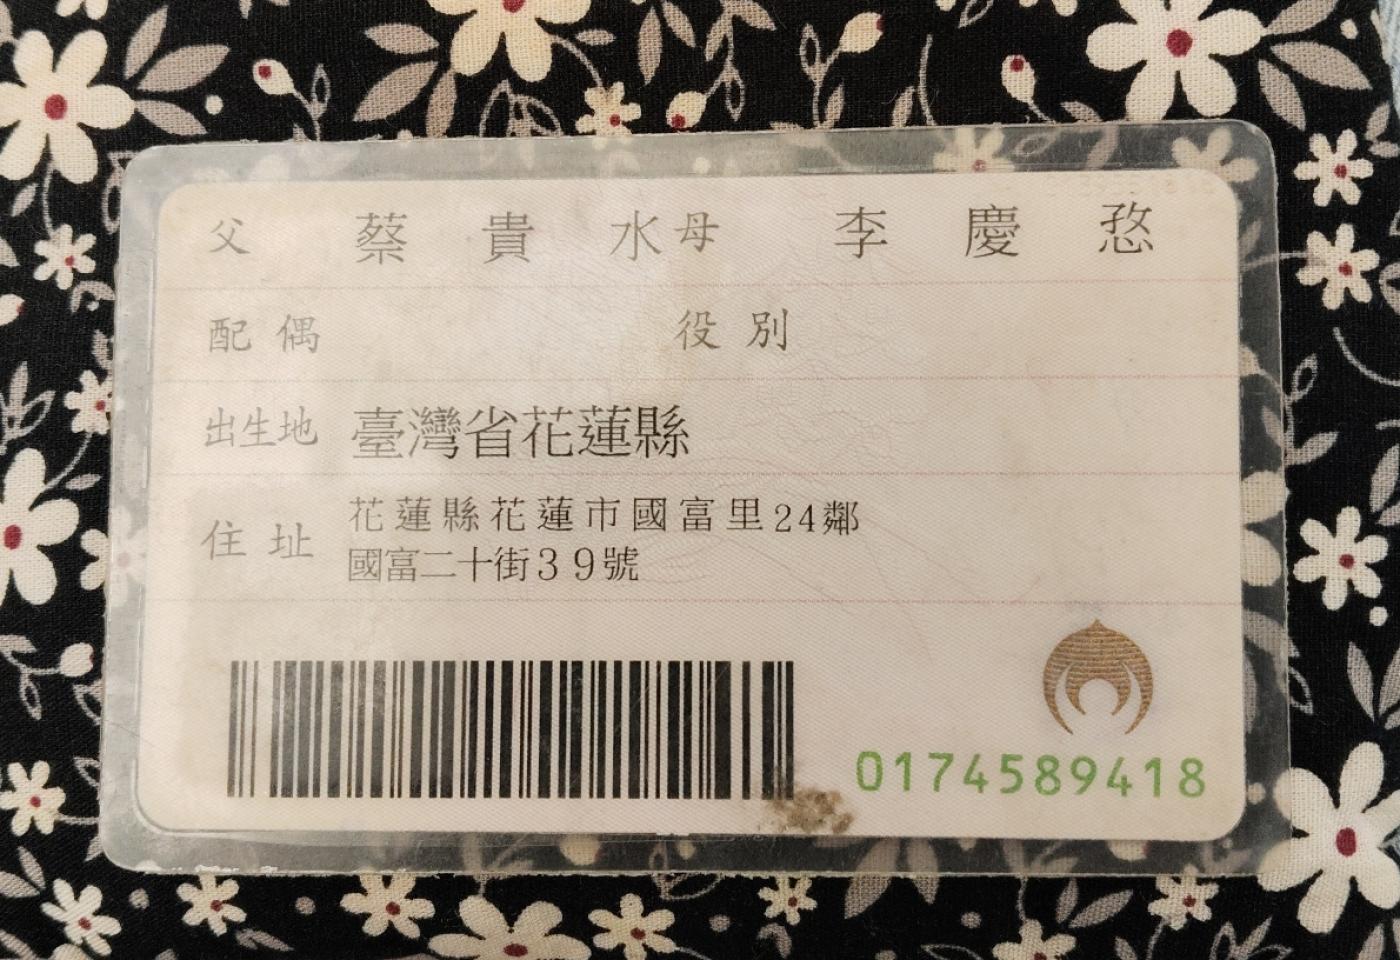 父 蔡貴水 母 李慶愗
配偶 役別
出生地 臺灣省花蓮縣
住址 花蓮縣花蓮市國富里24鄰
國富二十街39號
0174589418